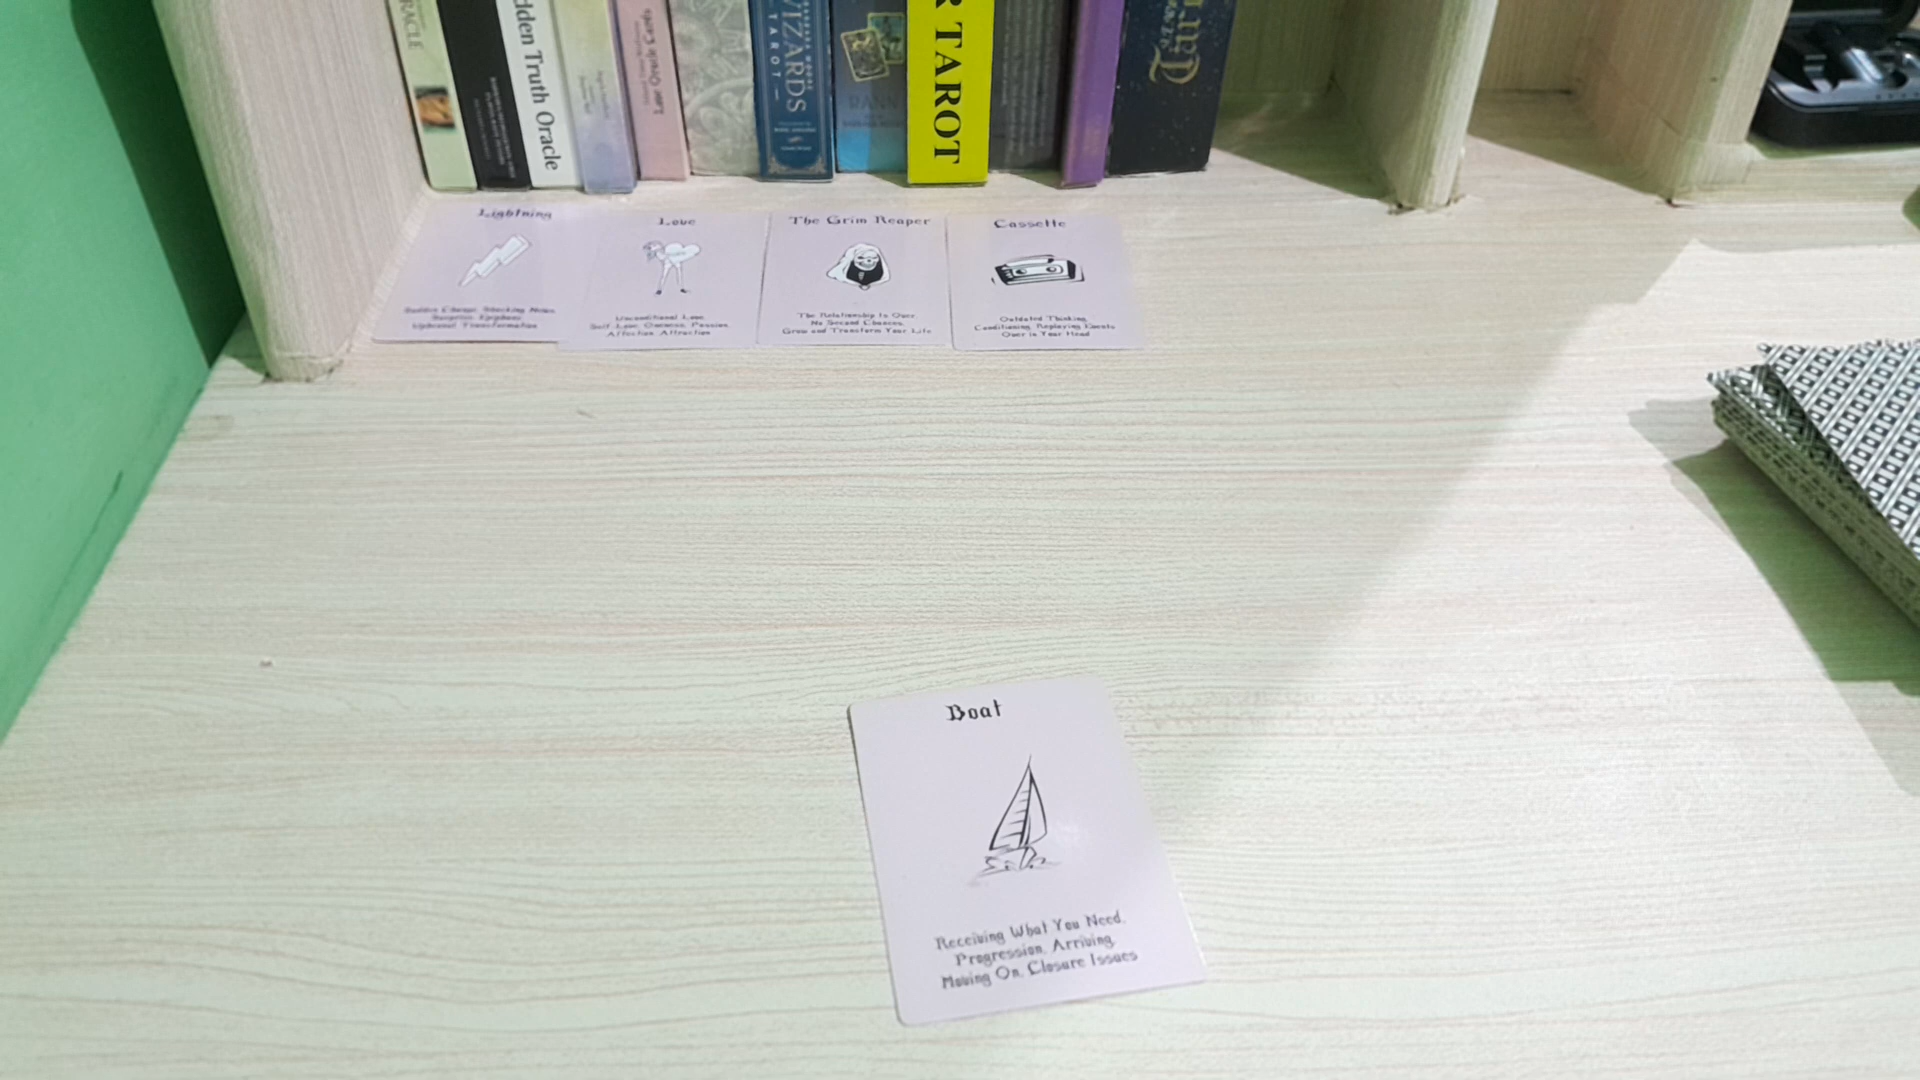 ORACLE
Hidden Truth Oracle
Love Oracle Cards
WIZARDS
TAROT
R TAROT
Lightning
Sudden Change, Shocking News
Surprise, Epiphany
Upheaval, Transformation
Love
Unconditional Love,
Self-Love, Oneness, Passion,
Affection, Attraction
The Grim Reaper
The Relationship Is Over
No Second Chances,
Grow and Transform Your Life
Cassette
Outdated Thinking,
Conditioning, Replaying Events
Over in Your Head
Boat
Receiving What You Need,
Progression, Arriving,
Moving On, Closure Issues